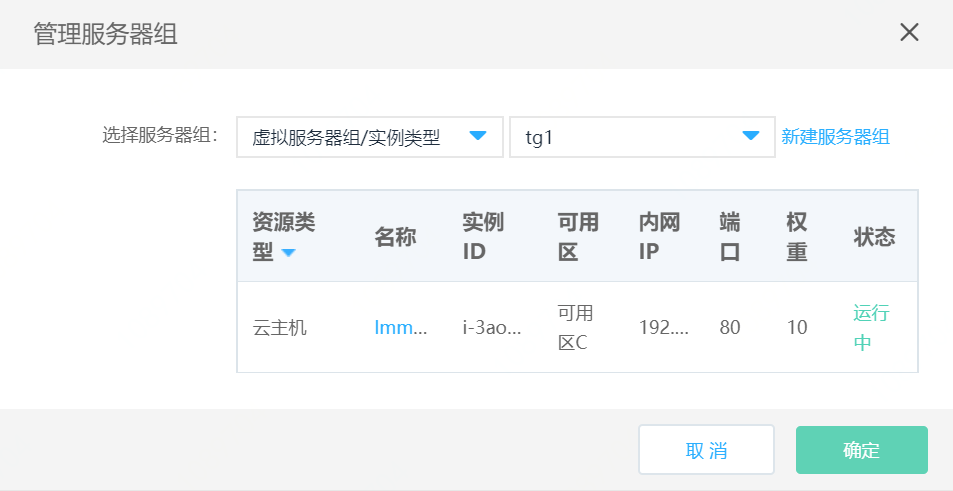 管理服务器组
选择服务器组: 虚拟服务器组/实例类型 tg1 新建服务器组
资源类型 名称 实例ID 可用区 内网IP 端口 权重 状态
云主机 Imm... i-3ao... 可用区C 192.... 80 10 运行中
取消 确定